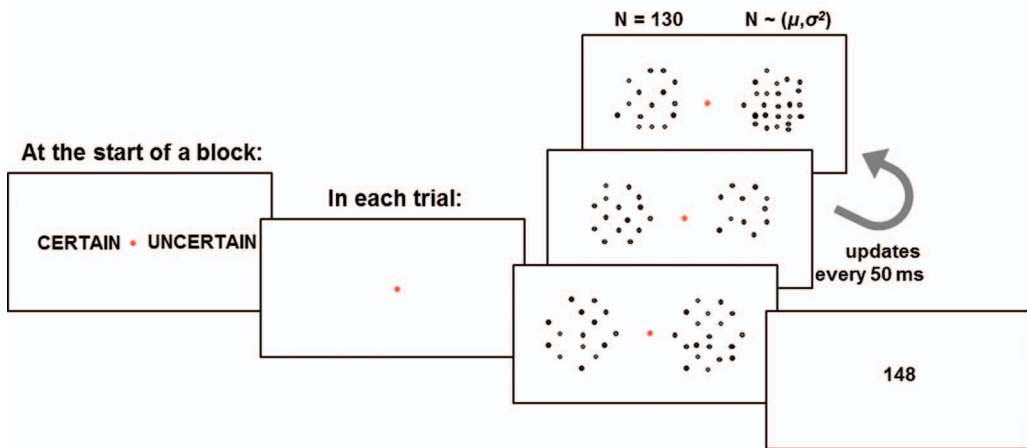 N = 130
N ~ (μ,σ²)
At the start of a block:
In each trial:
CERTAIN
UNCERTAIN
updates
every 50 ms
148